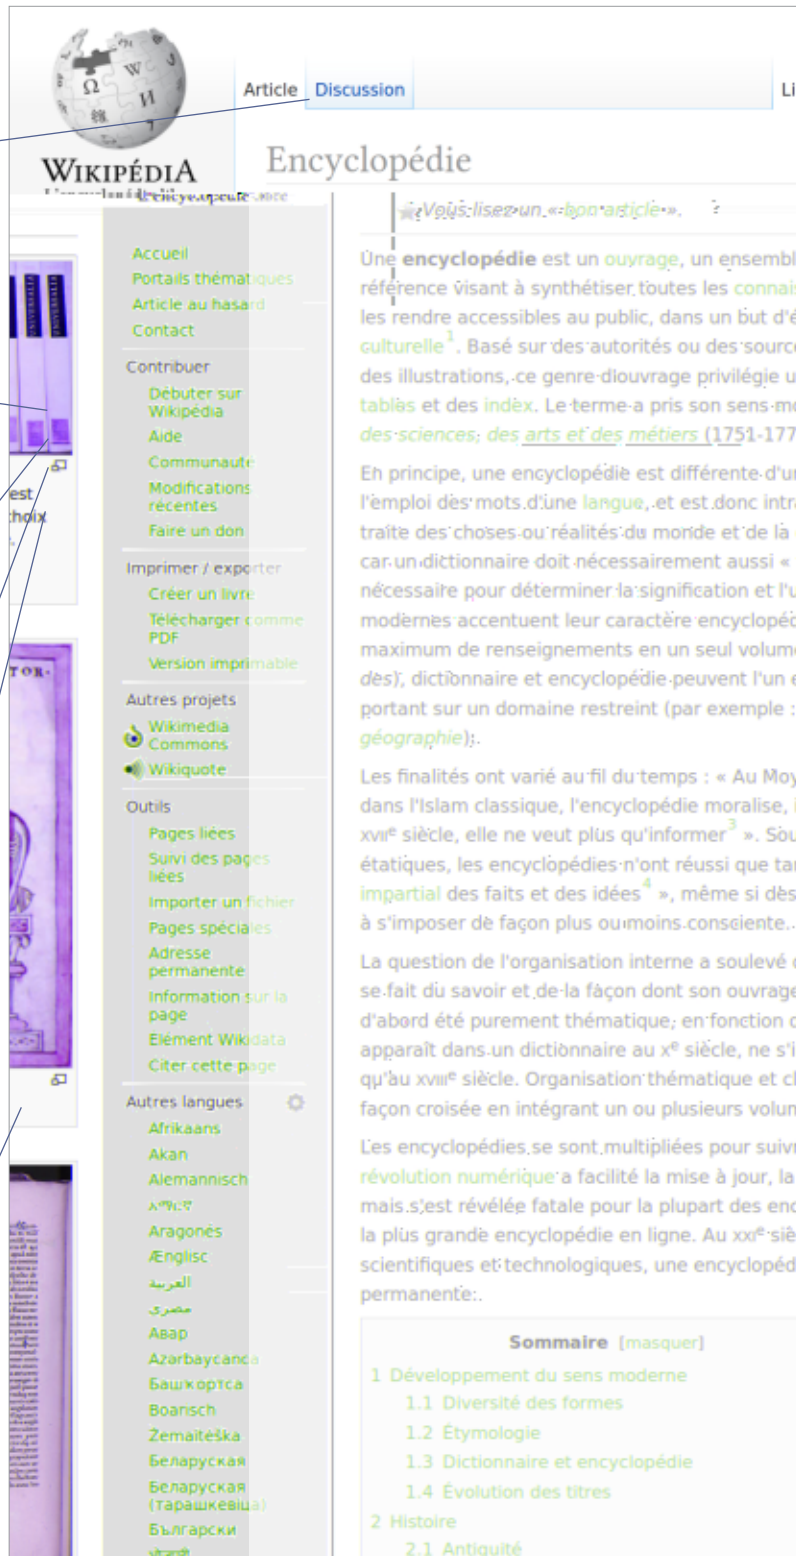 Article Discussion Li
WIKIPÉDIA
Encyclopédie
Vous lisez un « bon article ».
UNIVERSALIS
est
choix
TOR·
Accueil
Portails thématiques
Article au hasard
Contact
Contribuer
Débuter sur
Wikipédia
Aide
Communauté
Modifications
récentes
Faire un don
Imprimer / exporter
Créer un livre
Télécharger comme
PDF
Version imprimable
Autres projets
Wikimedia
Commons
Wikiquote
Outils
Pages liées
Suivi des pages
liées
Importer un fichier
Pages spéciales
Adresse
permanente
Information sur la
page
Élément Wikidata
Citer cette page
Autres langues
Afrikaans
Akan
Alemannisch
አማርኛ
Aragonés
Ænglisc
العربية
مصرى
Авар
Azərbaycanca
Башҡортса
Boarisch
Žemaitėška
Беларуская
Беларуская
(тарашкевіца)
Български
Une encyclopédie est un ouvrage, un ensembl
référence visant à synthétiser toutes les connais
les rendre accessibles au public, dans un but d'é
culturelle1. Basé sur des autorités ou des source
des illustrations, ce genre d'ouvrage privilégie u
tables et des index. Le terme a pris son sens mo
des sciences, des arts et des métiers (1751-177
En principe, une encyclopédie est différente d'un
l'emploi des mots d'une langue, et est donc intra
traite des choses ou réalités du monde et de là
car un dictionnaire doit nécessairement aussi «
nécessaire pour déterminer la signification et l'u
modernes accentuent leur caractère encyclopéd
maximum de renseignements en un seul volume
des), dictionnaire et encyclopédie peuvent l'un e
portant sur un domaine restreint (par exemple :
géographie).
Les finalités ont varié au fil du temps : « Au Moy
dans l'Islam classique, l'encyclopédie moralise, i
XVIIe siècle, elle ne veut plus qu'informer3 ». Sou
étatiques, les encyclopédies n'ont réussi que tar
impartial des faits et des idées4 », même si dès
à s'imposer de façon plus ou moins consciente.
La question de l'organisation interne a soulevé d
se fait du savoir et de la façon dont son ouvrage
d'abord été purement thématique, en fonction d
apparaît dans un dictionnaire au Xe siècle, ne s'i
qu'au XVIIIe siècle. Organisation thématique et cl
façon croisée en intégrant un ou plusieurs volum
Les encyclopédies se sont multipliées pour suivr
révolution numérique a facilité la mise à jour, la
mais s'est révélée fatale pour la plupart des enc
la plus grande encyclopédie en ligne. Au XXIe siè
scientifiques et technologiques, une encyclopéd
permanente.
Sommaire [masquer]
1 Développement du sens moderne
1.1 Diversité des formes
1.2 Étymologie
1.3 Dictionnaire et encyclopédie
1.4 Évolution des titres
2 Histoire
2.1 Antiquité